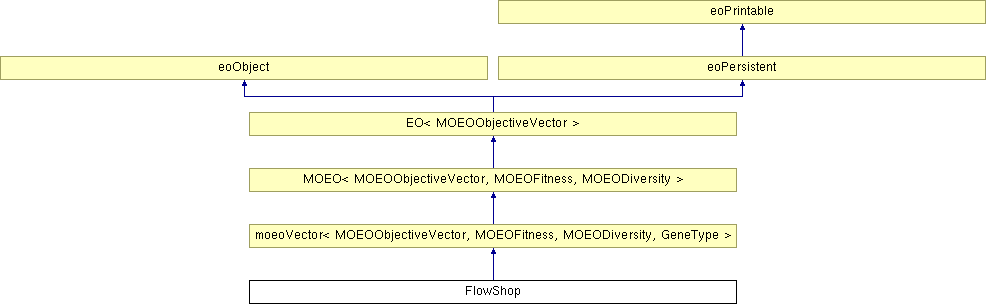 eoPrintable
eoObject
eoPersistent
EO< MOEOObjectiveVector >
MOEO< MOEOObjectiveVector, MOEOFitness, MOEODiversity >
moeoVector< MOEOObjectiveVector, MOEOFitness, MOEODiversity, GeneType >
FlowShop